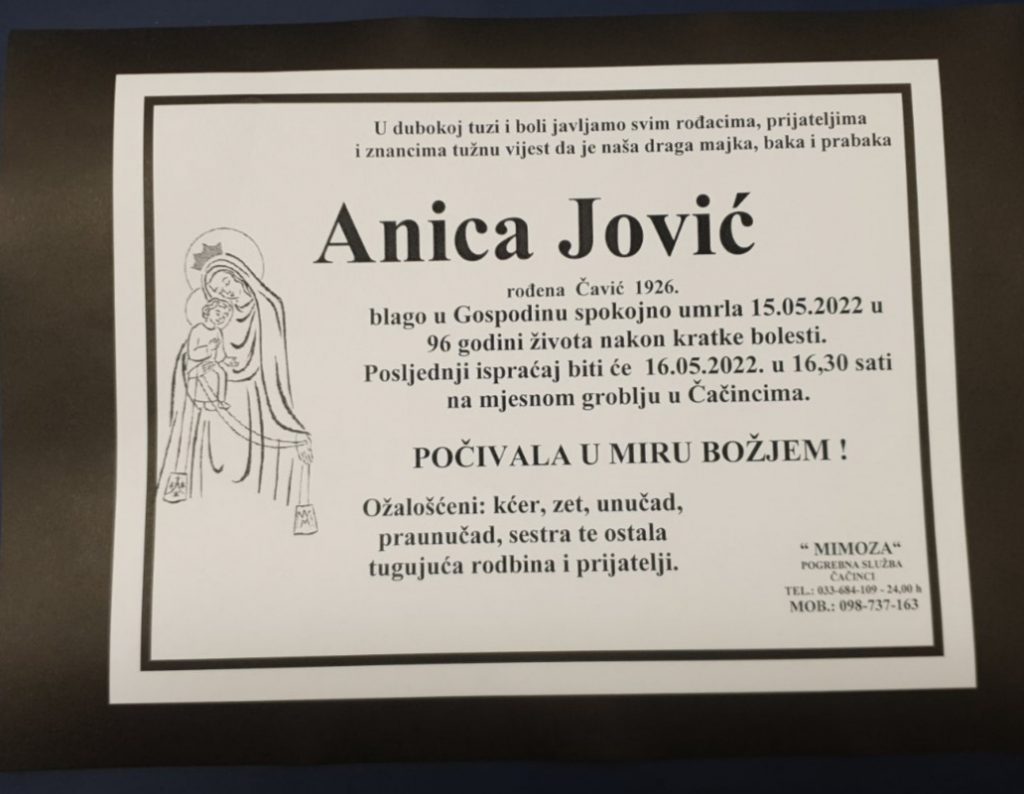 U dubokoj tuzi i boli javljamo svim rođacima, prijateljima
i znancima tužnu vijest da je naša draga majka, baka i prabaka
Anica Jović
rođena Čavić 1926.
blago u Gospodinu spokojno umrla 15.05.2022 u
96 godini života nakon kratke bolesti.
Posljednji ispraćaj biti će 16.05.2022. u 16,30 sati
na mjesnom groblju u Čačincima.
POČIVALA U MIRU BOŽJEM !
Ožalošćeni: kćer, zet, unučad,
praunučad, sestra te ostala
tugujuća rodbina i prijatelji.
“ MIMOZA“
POGREBNA SLUŽBA
ČAČINCI
TEL.: 033-684-109 - 24,00 h
MOB.: 098-737-163